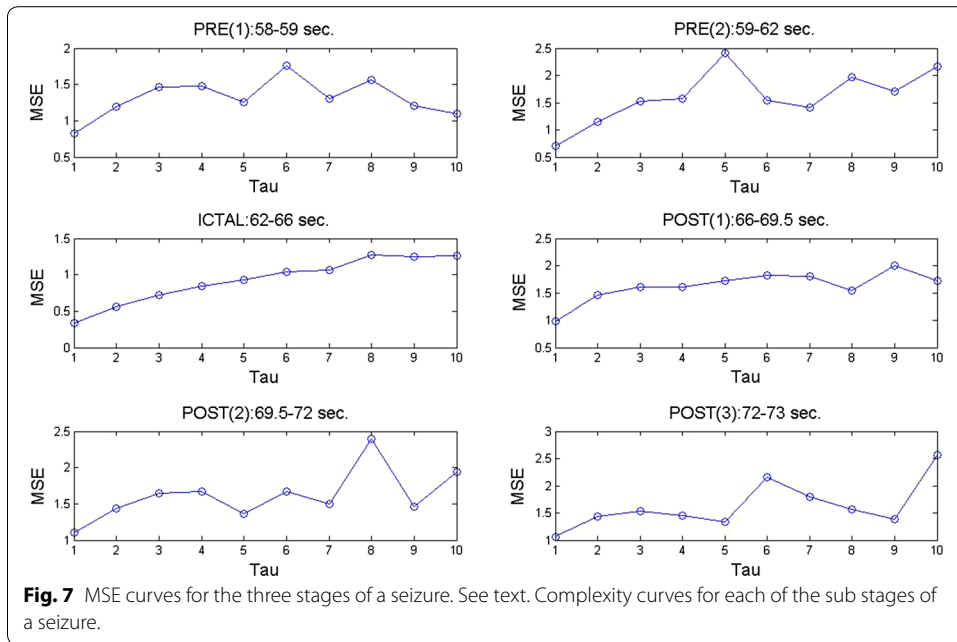 PRE(1):58-59 sec.
2
1.5
1
0.5
MSE
1 2 3 4 5 6 7 8 9 10
Tau
PRE(2):59-62 sec.
2.5
2
1.5
1
0.5
MSE
1 2 3 4 5 6 7 8 9 10
Tau
ICTAL:62-66 sec.
1.5
1
0.5
0
MSE
1 2 3 4 5 6 7 8 9 10
Tau
POST(1):66-69.5 sec.
2.5
2
1.5
1
0.5
MSE
1 2 3 4 5 6 7 8 9 10
Tau
POST(2):69.5-72 sec.
2.5
2
1.5
1
MSE
1 2 3 4 5 6 7 8 9 10
Tau
POST(3):72-73 sec.
3
2.5
2
1.5
1
MSE
1 2 3 4 5 6 7 8 9 10
Tau
Fig. 7 MSE curves for the three stages of a seizure. See text. Complexity curves for each of the sub stages of
a seizure.